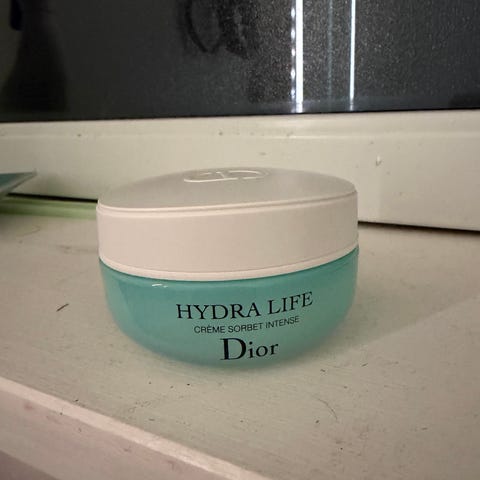 HYDRA LIFE
CRÈME SORBET INTENSE
Dior